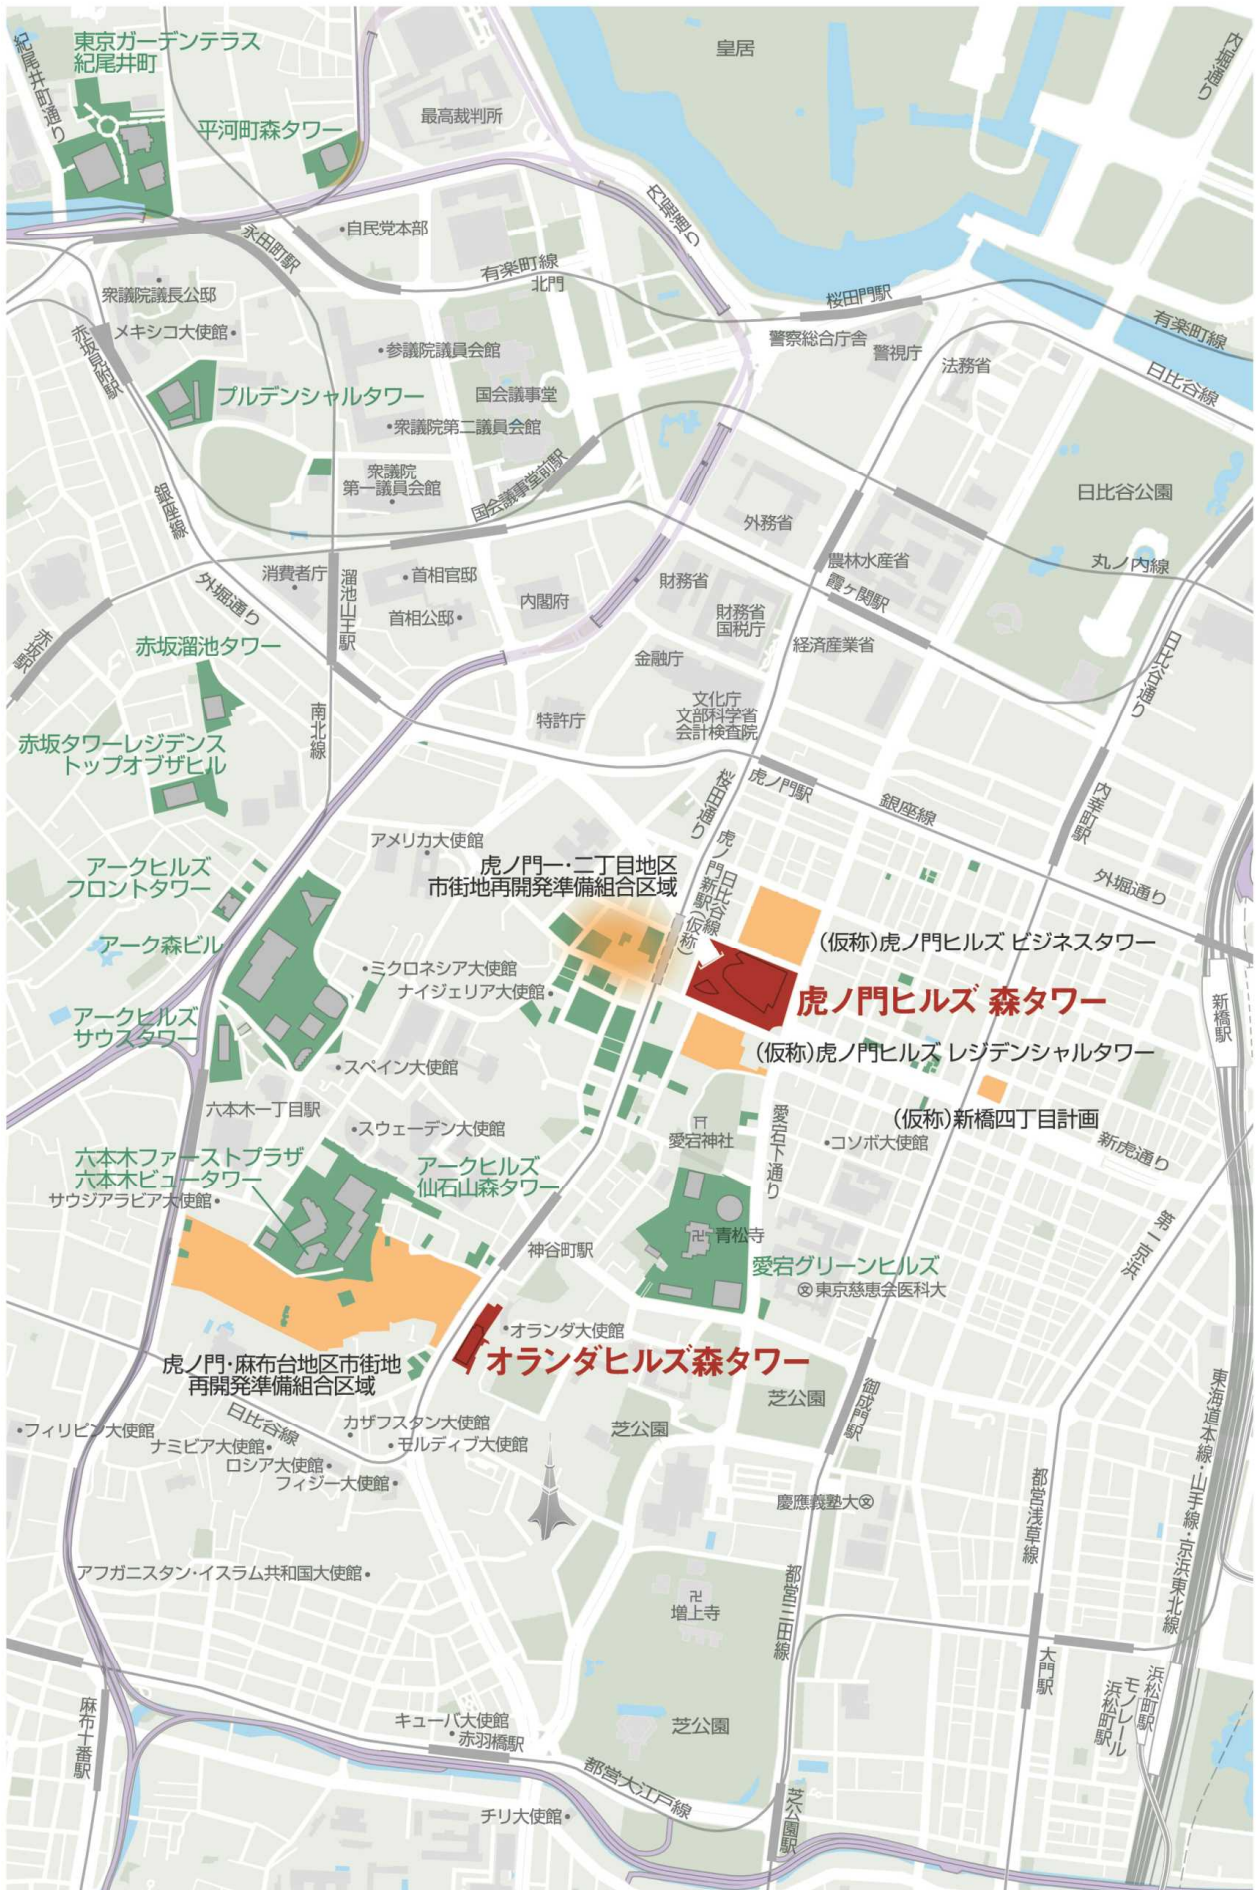 東京ガーデンテラス
紀尾井町
紀尾井町通り
平河町森タワー
最高裁判所
皇居
内堀通り
内堀通り
自民党本部
永田町駅
有楽町線
北門
衆議院議長公邸
メキシコ大使館
赤坂見附駅
参議院議員会館
桜田門駅
警察総合庁舎
警視庁
法務省
有楽町線
日比谷線
プルデンシャルタワー
国会議事堂
衆議院第二議員会館
衆議院
第一議員会館
国会議事堂前駅
銀座線
日比谷公園
外務省
農林水産省
丸ノ内線
霞ヶ関駅
消費者庁
首相官邸
首相公邸
内閣府
財務省
財務省
国税庁
経済産業省
金融庁
外堀通り
溜池山王駅
赤坂駅
赤坂溜池タワー
文化庁
文部科学省
会計検査院
特許庁
日比谷通り
南北線
赤坂タワーレジデンス
トップオブザヒル
桜田通り
虎ノ門駅
銀座線
内幸町駅
外堀通り
アメリカ大使館
虎ノ門一・二丁目地区
市街地再開発準備組合区域
日比谷線
虎ノ門新駅(仮称)
アークヒルズ
フロントタワー
アーク森ビル
ミクロネシア大使館
ナイジェリア大使館
(仮称)虎ノ門ヒルズ ビジネスタワー
虎ノ門ヒルズ 森タワー
新橋駅
アークヒルズ
サウスタワー
スペイン大使館
(仮称)虎ノ門ヒルズ レジデンシャルタワー
六本木一丁目駅
スウェーデン大使館
愛宕神社
愛宕下通り
コソボ大使館
(仮称)新橋四丁目計画
新虎通り
六本木ファーストプラザ
六本木ビュータワー
サウジアラビア大使館
アークヒルズ
仙石山森タワー
第一京浜
神谷町駅
卍
青松寺
愛宕グリーンヒルズ
文東京慈恵会医科大
オランダ大使館
オランダヒルズ森タワー
虎ノ門・麻布台地区市街地
再開発準備組合区域
芝公園
御成門駅
東海道本線・山手線・京浜東北線
フィリピン大使館
日比谷線
カザフスタン大使館
ナミビア大使館
モルディブ大使館
ロシア大使館
フィジー大使館
芝公園
慶應義塾大文
都営浅草線
アフガニスタン・イスラム共和国大使館
都営三田線
卍
増上寺
大門駅
浜松町駅
モノレール
浜松町駅
麻布十番駅
キューバ大使館
赤羽橋駅
芝公園
都営大江戸線
チリ大使館
芝公園駅